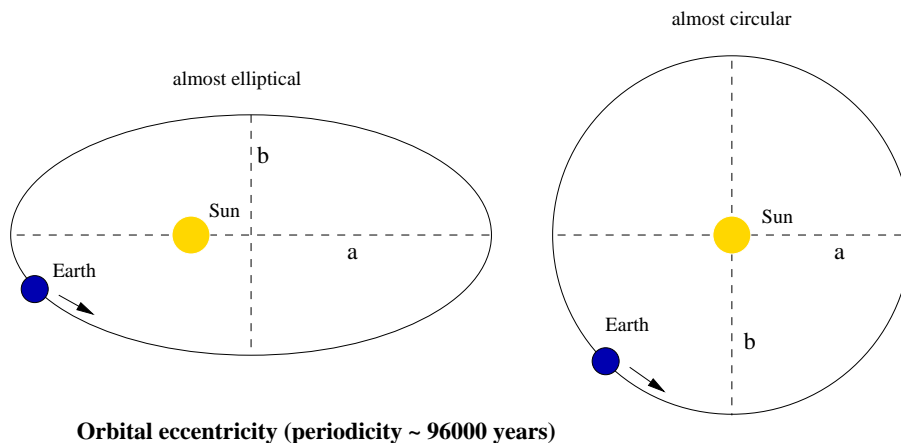 almost elliptical
b
Sun
a
Earth
almost circular
Sun
a
Earth
b
Orbital eccentricity (periodicity ~ 96000 years)